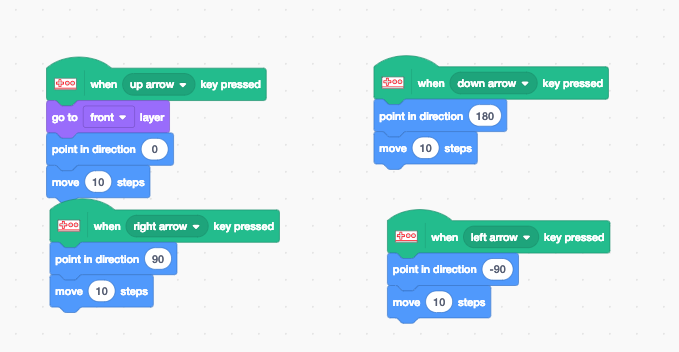 when up arrow key pressed
go to front layer
point in direction 0
move 10 steps
when right arrow key pressed
point in direction 90
move 10 steps
when down arrow key pressed
point in direction 180
move 10 steps
when left arrow key pressed
point in direction -90
move 10 steps